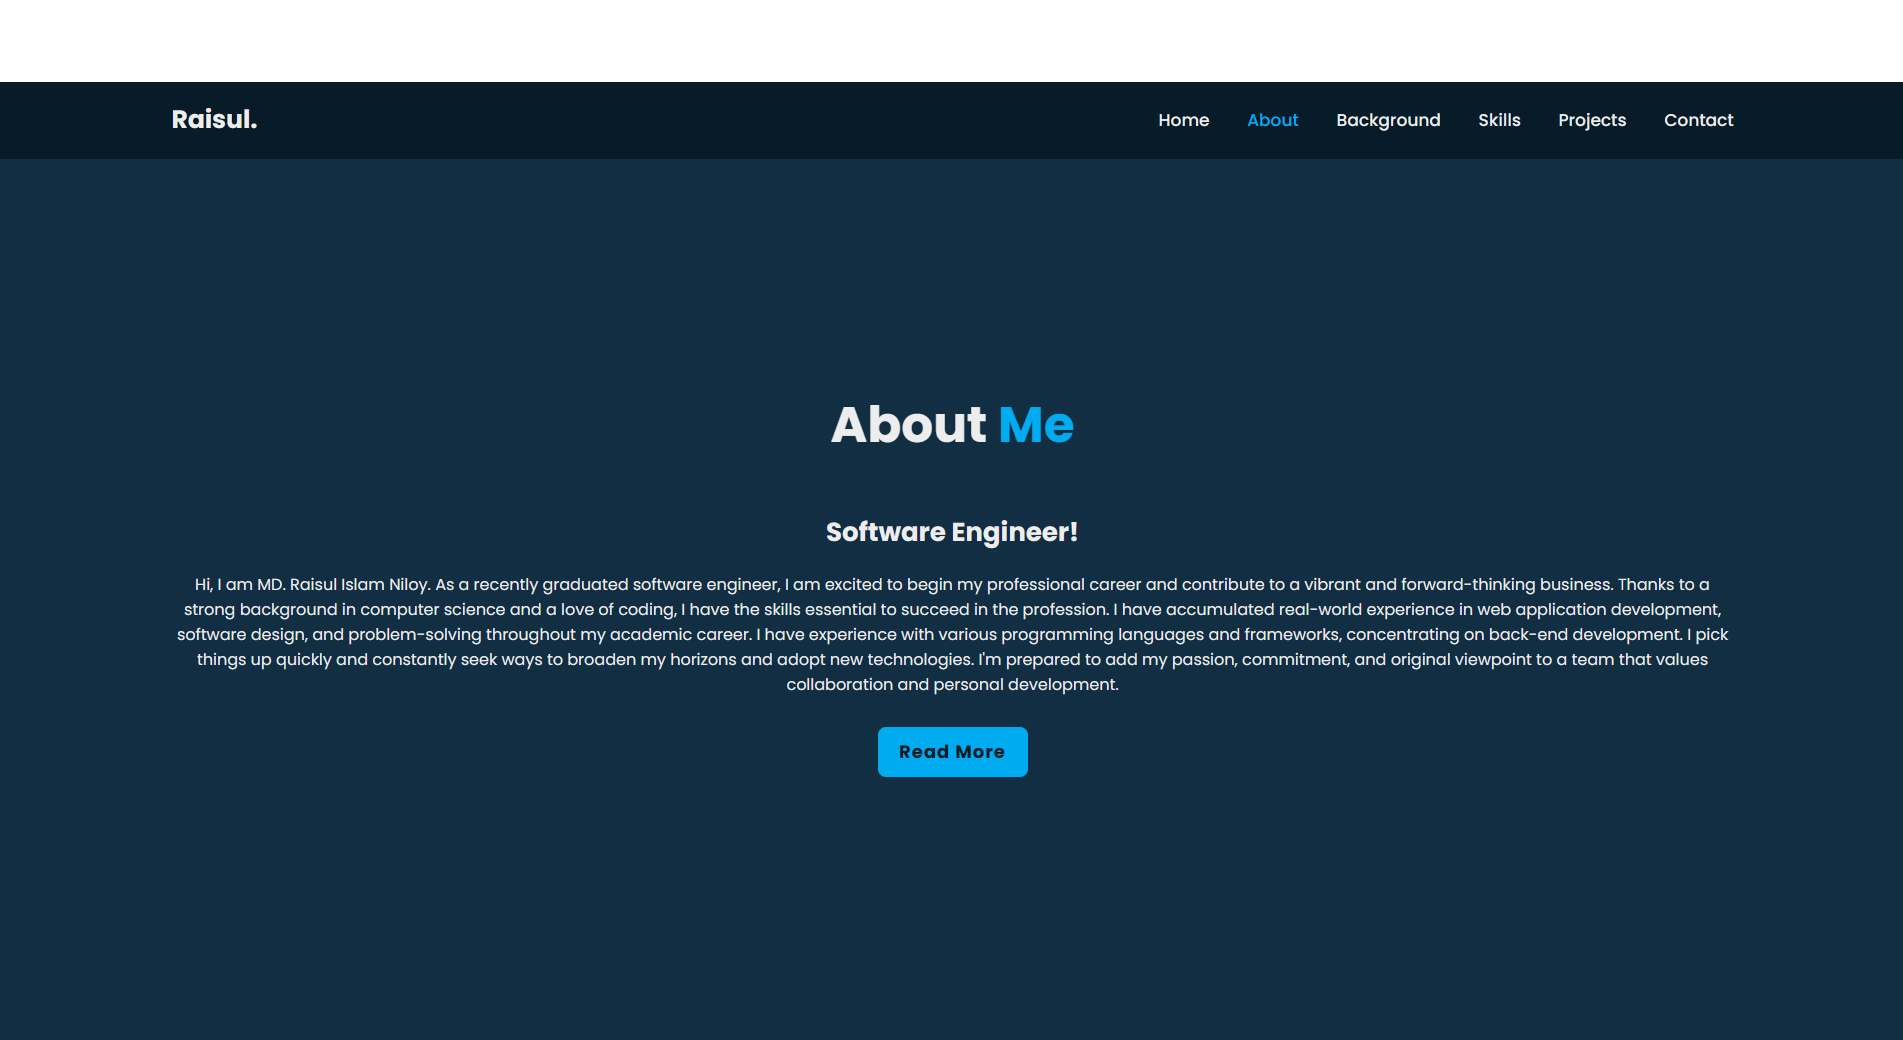 Raisul.
Home About Background Skills Projects Contact
About Me
Software Engineer!
Hi, I am MD. Raisul Islam Niloy. As a recently graduated software engineer, I am excited to begin my professional career and contribute to a vibrant and forward-thinking business. Thanks to a
strong background in computer science and a love of coding, I have the skills essential to succeed in the profession. I have accumulated real-world experience in web application development,
software design, and problem-solving throughout my academic career. I have experience with various programming languages and frameworks, concentrating on back-end development. I pick
things up quickly and constantly seek ways to broaden my horizons and adopt new technologies. I'm prepared to add my passion, commitment, and original viewpoint to a team that values
collaboration and personal development.
Read More